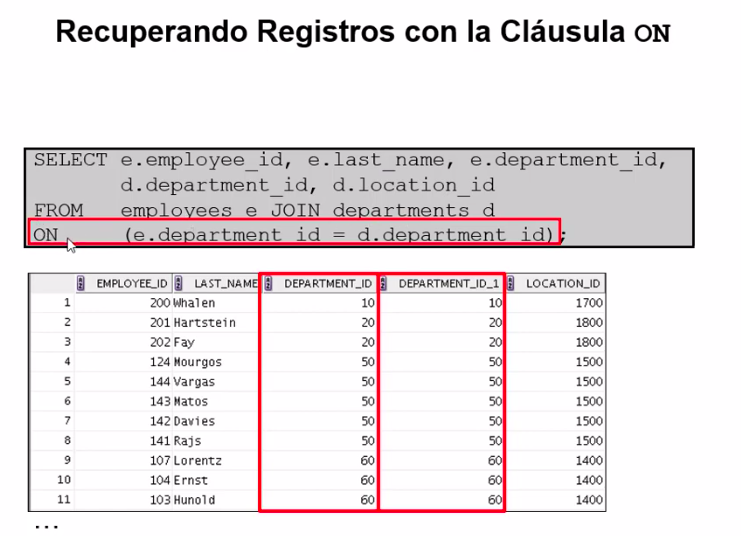 Recuperando Registros con la Cláusula ON
SELECT e.employee_id, e.last_name, e.department_id,
d.department_id, d.location_id
FROM employees e JOIN departments d
ON (e.department_id = d.department_id);
EMPLOYEE_ID LAST_NAME DEPARTMENT_ID DEPARTMENT_ID_1 LOCATION_ID
1 200 Whalen 10 10 1700
2 201 Hartstein 20 20 1800
3 202 Fay 20 20 1800
4 124 Mourgos 50 50 1500
5 144 Vargas 50 50 1500
6 143 Matos 50 50 1500
7 142 Davies 50 50 1500
8 141 Rajs 50 50 1500
9 107 Lorentz 60 60 1400
10 104 Ernst 60 60 1400
11 103 Hunold 60 60 1400
...